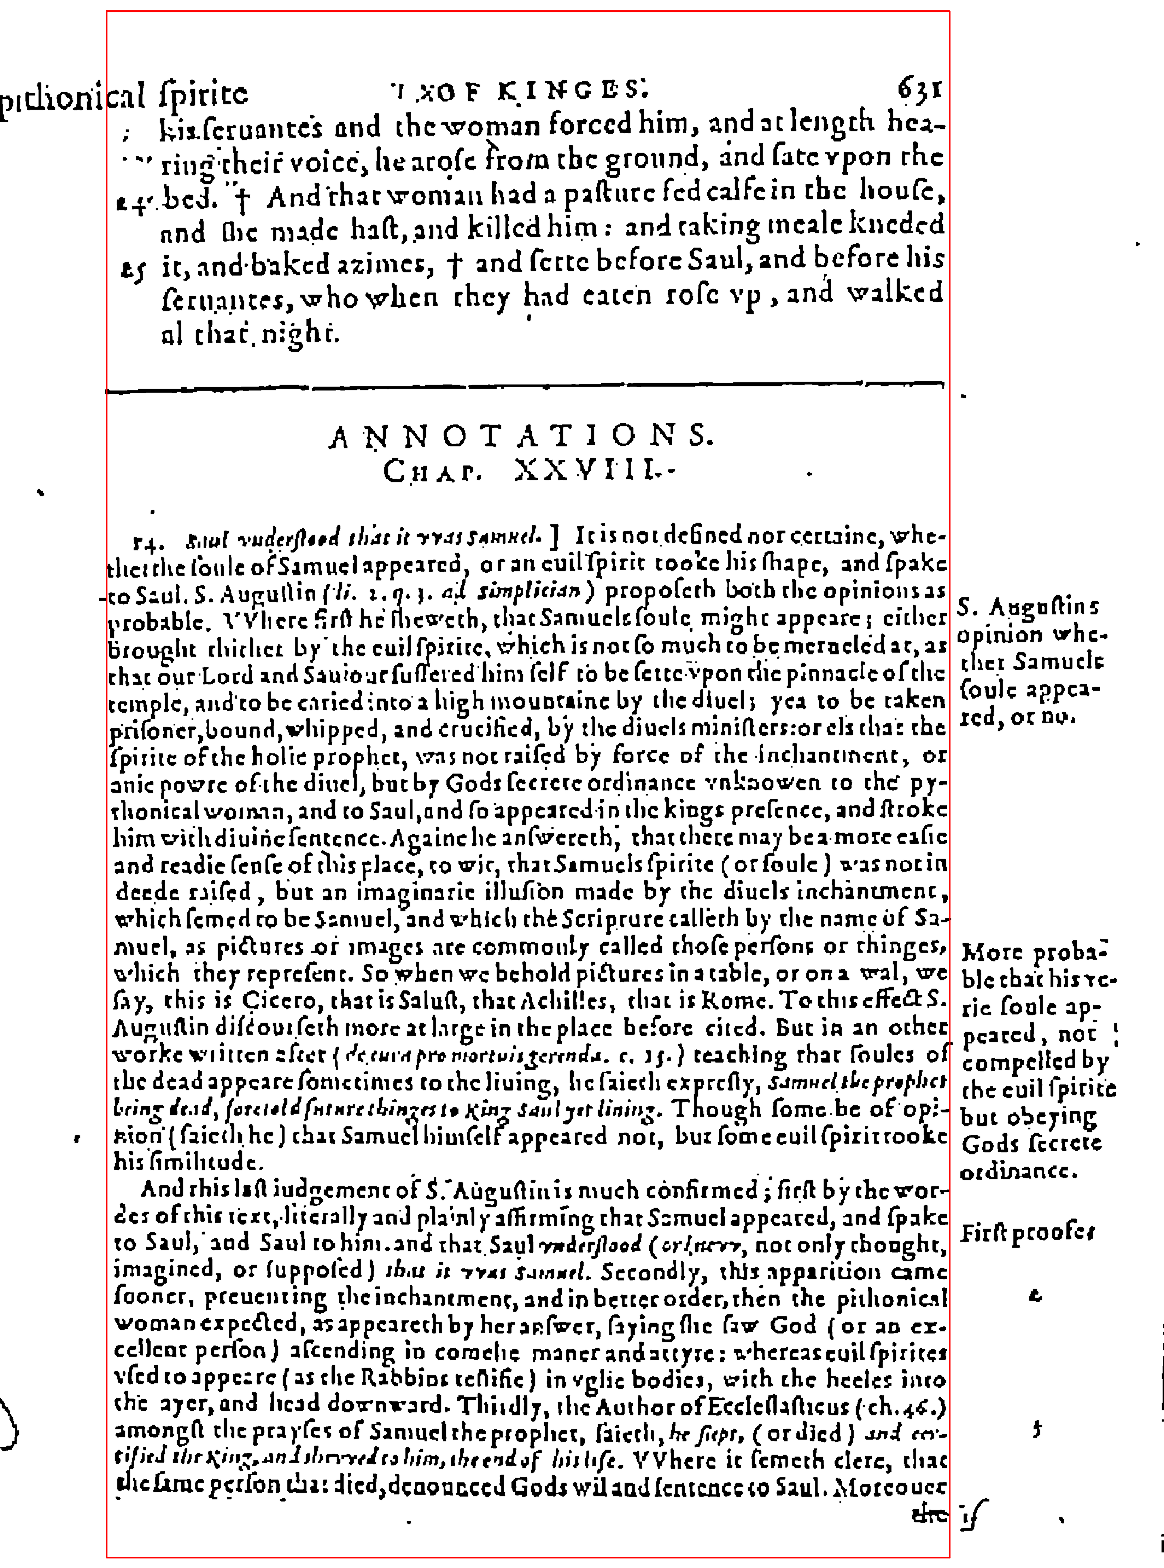 pithonical ſpirite I. OF KINGES. 631
his ſeruantes and the woman forced him, and at length hea-
ring their voice, he aroſe from the ground, and ſate vpon the
24 bed. † And that woman had a paſture fed calfe in the houſe,
and ſhe made haſt, and killed him: and taking meale kneded
25 it, and baked azimes, † and ſette before Saul, and before his
ſeruantes, who when they had eaten roſe vp, and walked
al that night.
ANNOTATIONS.
CHAP. XXVIII.
14. Saul vnderſtood that it vvas Samuel. ] It is not defined nor certaine, whe-
ther the ſoule of Samuel appeared, or an euil ſpirit tooke his ſhape, and ſpake
to Saul. S. Auguſtin (li. 2. q. 3. ad simplician) propoſeth both the opinions as
probable. VVhere firſt he ſheweth, that Samuels ſoule might appeare; either
brought thither by the euil ſpirite, which is not ſo much to be merueled at, as
that our Lord and Sauiour ſuffered him ſelf to be ſette vpon the pinnacle of the
temple, and to be caried into a high mountaine by the diuel; yea to be taken
priſoner, bound, whipped, and crucified, by the diuels miniſters: or els that the
ſpirite of the holie prophet, was not raiſed by force of the inchantment, or
anie powre of the diuel, but by Gods ſecrete ordinance vnknowen to the py-
thonical woman, and to Saul, and ſo appeared in the kings preſence, and ſtroke
him with diuine ſentence. Againe he anſwereth, that there may be a more eaſie
and readie ſenſe of this place, to wit, that Samuels ſpirite (or ſoule) was not in
deede raiſed, but an imaginarie illuſion made by the diuels inchantment,
which ſemed to be Samuel, and which the Scripture calleth by the name of Sa-
muel, as pictures or images are commonly called thoſe perſons or thinges,
which they repreſent. So when we behold pictures in a table, or on a wal, we
ſay, this is Cicero, that is Saluſt, that Achilles, that is Rome. To this effect S.
Auguſtin diſcourſeth more at large in the place before cited. But in an other
worke written after (de cura pro mortuis gerenda. c. 15.) teaching that ſoules of
the dead appeare ſometimes to the liuing, he ſaieth expreſly, Samuel the prophet
being dead, foretold future thinges to King Saul yet liuing. Though ſome be of opi-
nion (ſaieth he) that Samuel himſelf appeared not, but ſome euil ſpirit tooke
his ſimilitude.
And this laſt iudgement of S. Auguſtin is much confirmed; firſt by the wor-
des of this text, literally and plainly affirming that Samuel appeared, and ſpake
to Saul, and Saul to him. and that Saul vnderſtood (or knevv, not only thought,
imagined, or ſuppoſed) that it vvas Samuel. Secondly, this apparition came
ſooner, preuenting the inchantment, and in better order, then the pithonical
woman expected, as appeareth by her anſwer, ſaying ſhe ſaw God (or an ex-
cellent perſon) aſcending in comelie maner and attyre: whereas euil ſpirites
vſed to appeare (as the Rabbins teſtifie) in vglie bodies, with the heeles into
the ayer, and head downward. Thirdly, the Author of Eccleſiaſticus (ch. 46.)
amongſt the prayſes of Samuel the prophet, ſaieth, he ſlept, (or died) and cer-
tified the King, and shevved to him, the end of his life. VVhere it ſemeth clere, that
the ſame perſon that died, denounced Gods wil and ſentence to Saul. Moreouer
if
S. Auguſtins
opinion whe-
ther Samuels
ſoule appea-
red, or no.
More proba-
ble that his ve-
rie ſoule ap-
peared, not
compelled by
the euil ſpirite
but obeying
Gods ſecrete
ordinance.
Firſt proofe
2
3